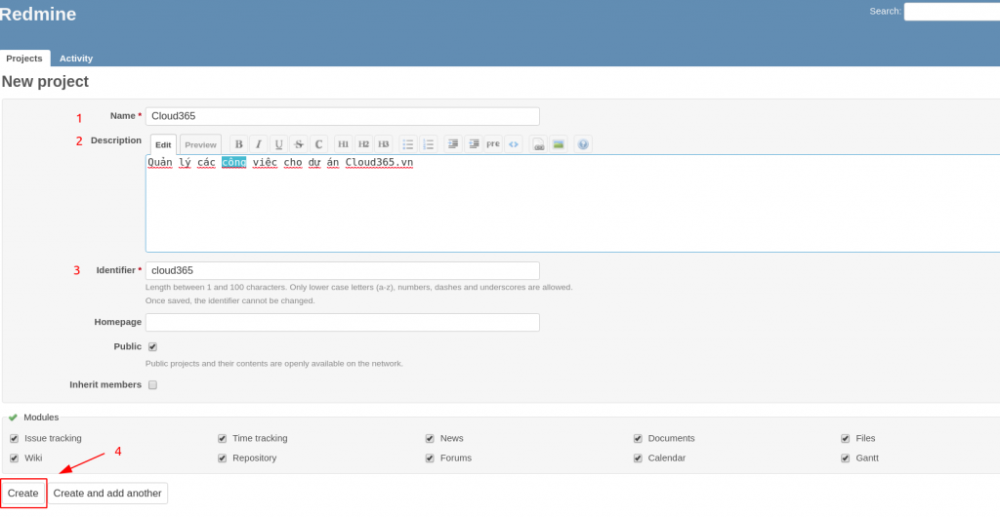 Redmine
Search:
Projects Activity
New project
1 Name * Cloud365
2 Description Edit Preview B I U S C H1 H2 H3 pre <> ?
Quản lý các công việc cho dự án Cloud365.vn
3 Identifier * cloud365
Length between 1 and 100 characters. Only lower case letters (a-z), numbers, dashes and underscores are allowed.
Once saved, the identifier cannot be changed.
Homepage
Public
Public projects and their contents are openly available on the network.
Inherit members
Modules
Issue tracking Time tracking News Documents Files
Wiki Repository Forums Calendar Gantt
4
Create Create and add another